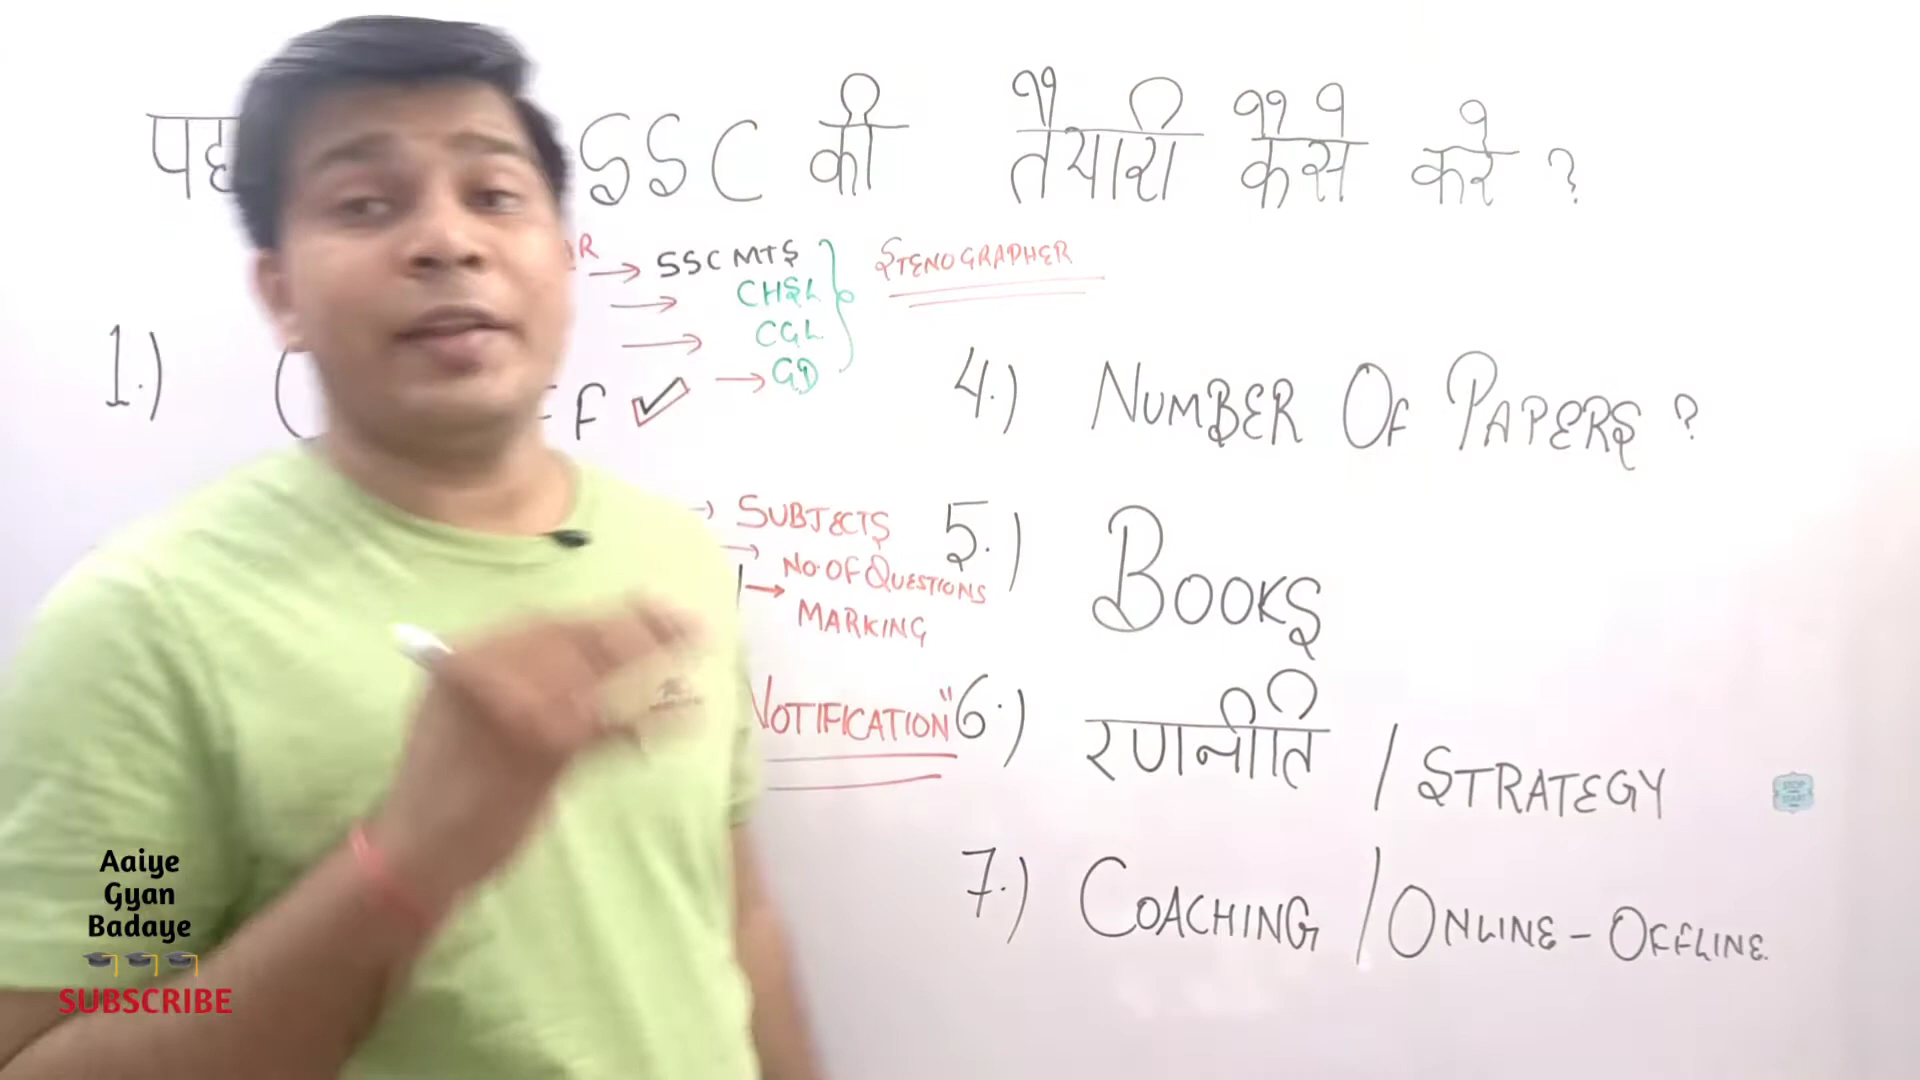 SSC की तैयारी कैसे करे ?
→ SSC MTS
→ CHSL
→ CGL
→ GD
STENOGRAPHER
1.)
F ✓
4.) NUMBER OF PAPERS ?
→ SUBJECTS
→ NO. OF QUESTIONS
→ MARKING
5.) BOOKS
NOTIFICATION"
6.) रणनीति / STRATEGY
7.) COACHING / ONLINE - OFFLINE
Aaiye
Gyan
Badaye
SUBSCRIBE